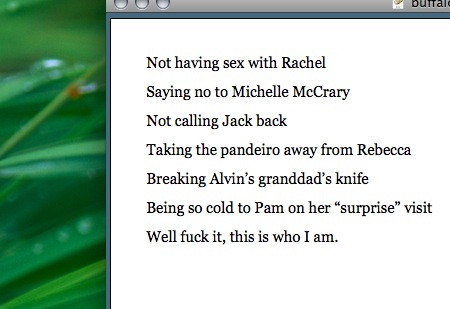 buffalo
Not having sex with Rachel
Saying no to Michelle McCrary
Not calling Jack back
Taking the pandeiro away from Rebecca
Breaking Alvin’s granddad’s knife
Being so cold to Pam on her “surprise” visit
Well fuck it, this is who I am.